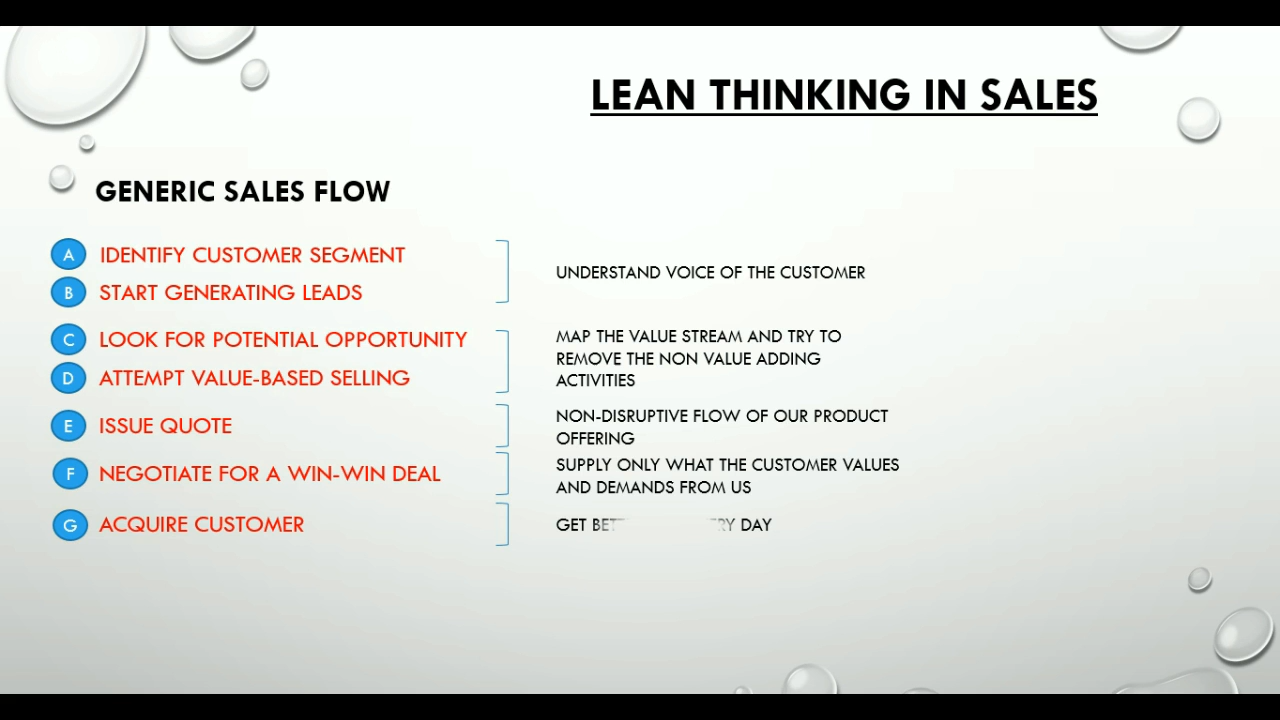 LEAN THINKING IN SALES
GENERIC SALES FLOW
A IDENTIFY CUSTOMER SEGMENT
B START GENERATING LEADS
UNDERSTAND VOICE OF THE CUSTOMER
C LOOK FOR POTENTIAL OPPORTUNITY
D ATTEMPT VALUE-BASED SELLING
MAP THE VALUE STREAM AND TRY TO
REMOVE THE NON VALUE ADDING
ACTIVITIES
E ISSUE QUOTE
NON-DISRUPTIVE FLOW OF OUR PRODUCT
OFFERING
F NEGOTIATE FOR A WIN-WIN DEAL
SUPPLY ONLY WHAT THE CUSTOMER VALUES
AND DEMANDS FROM US
G ACQUIRE CUSTOMER
GET DAY